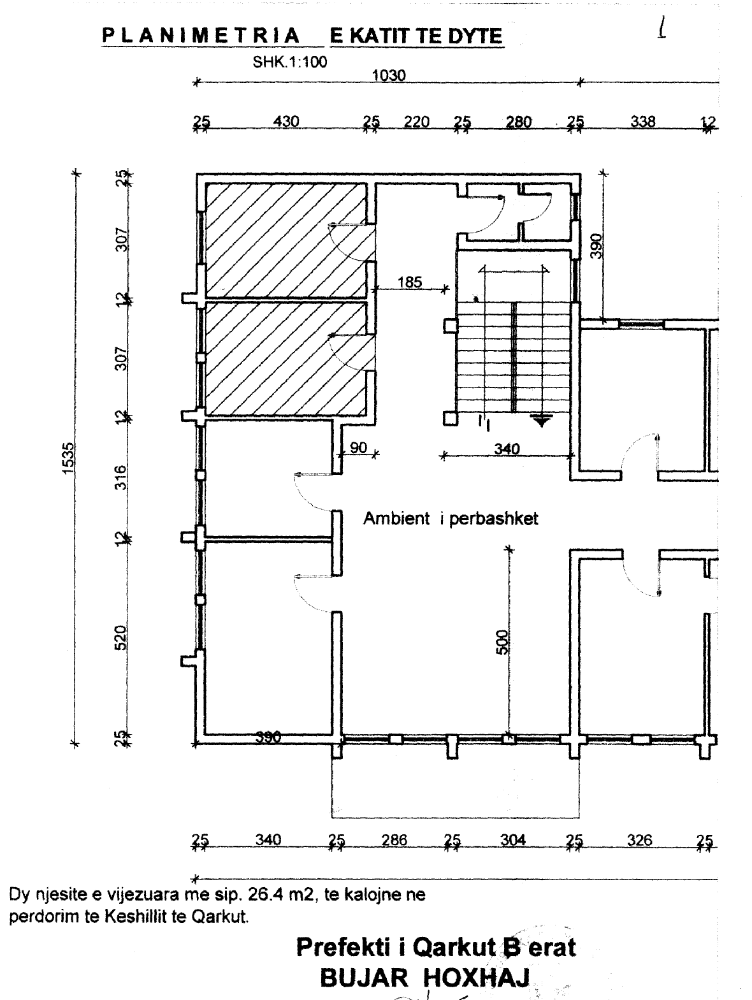 PLANIMETRIA E KATIT TE DYTE
SHK.1:100
1030
25 430 25 220 25 280 25 338 12
25
307
390
185
12
307
12
90
340
1535
316
Ambient i perbashket
12
520
500
25
390
25 340 25 286 25 304 25 326 25
Dy njesite e vijezuara me sip. 26.4 m2, te kalojne ne
perdorim te Keshillit te Qarkut.
Prefekti i Qarkut B erat
BUJAR HOXHAJ